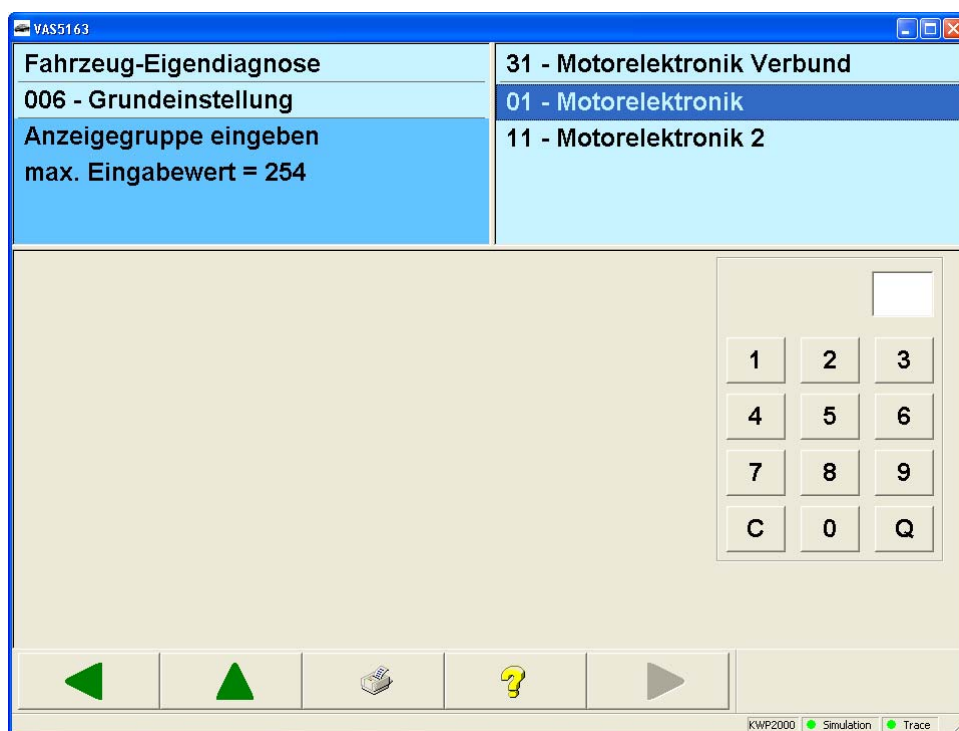 VAS5163
Fahrzeug-Eigendiagnose
006 - Grundeinstellung
Anzeigegruppe eingeben
max. Eingabewert = 254
31 - Motorelektronik Verbund
01 - Motorelektronik
11 - Motorelektronik 2
1 2 3
4 5 6
7 8 9
C 0 Q
?
KWP2000 Simulation Trace